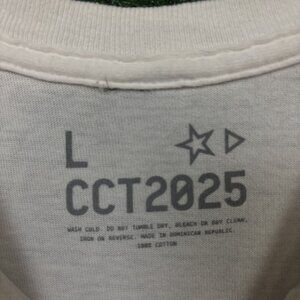 L
CCT2025
WASH COLD. DO NOT TUMBLE DRY, BLEACH OR DRY CLEAN.
IRON ON REVERSE. MADE IN DOMINICAN REPUBLIC.
100% COTTON